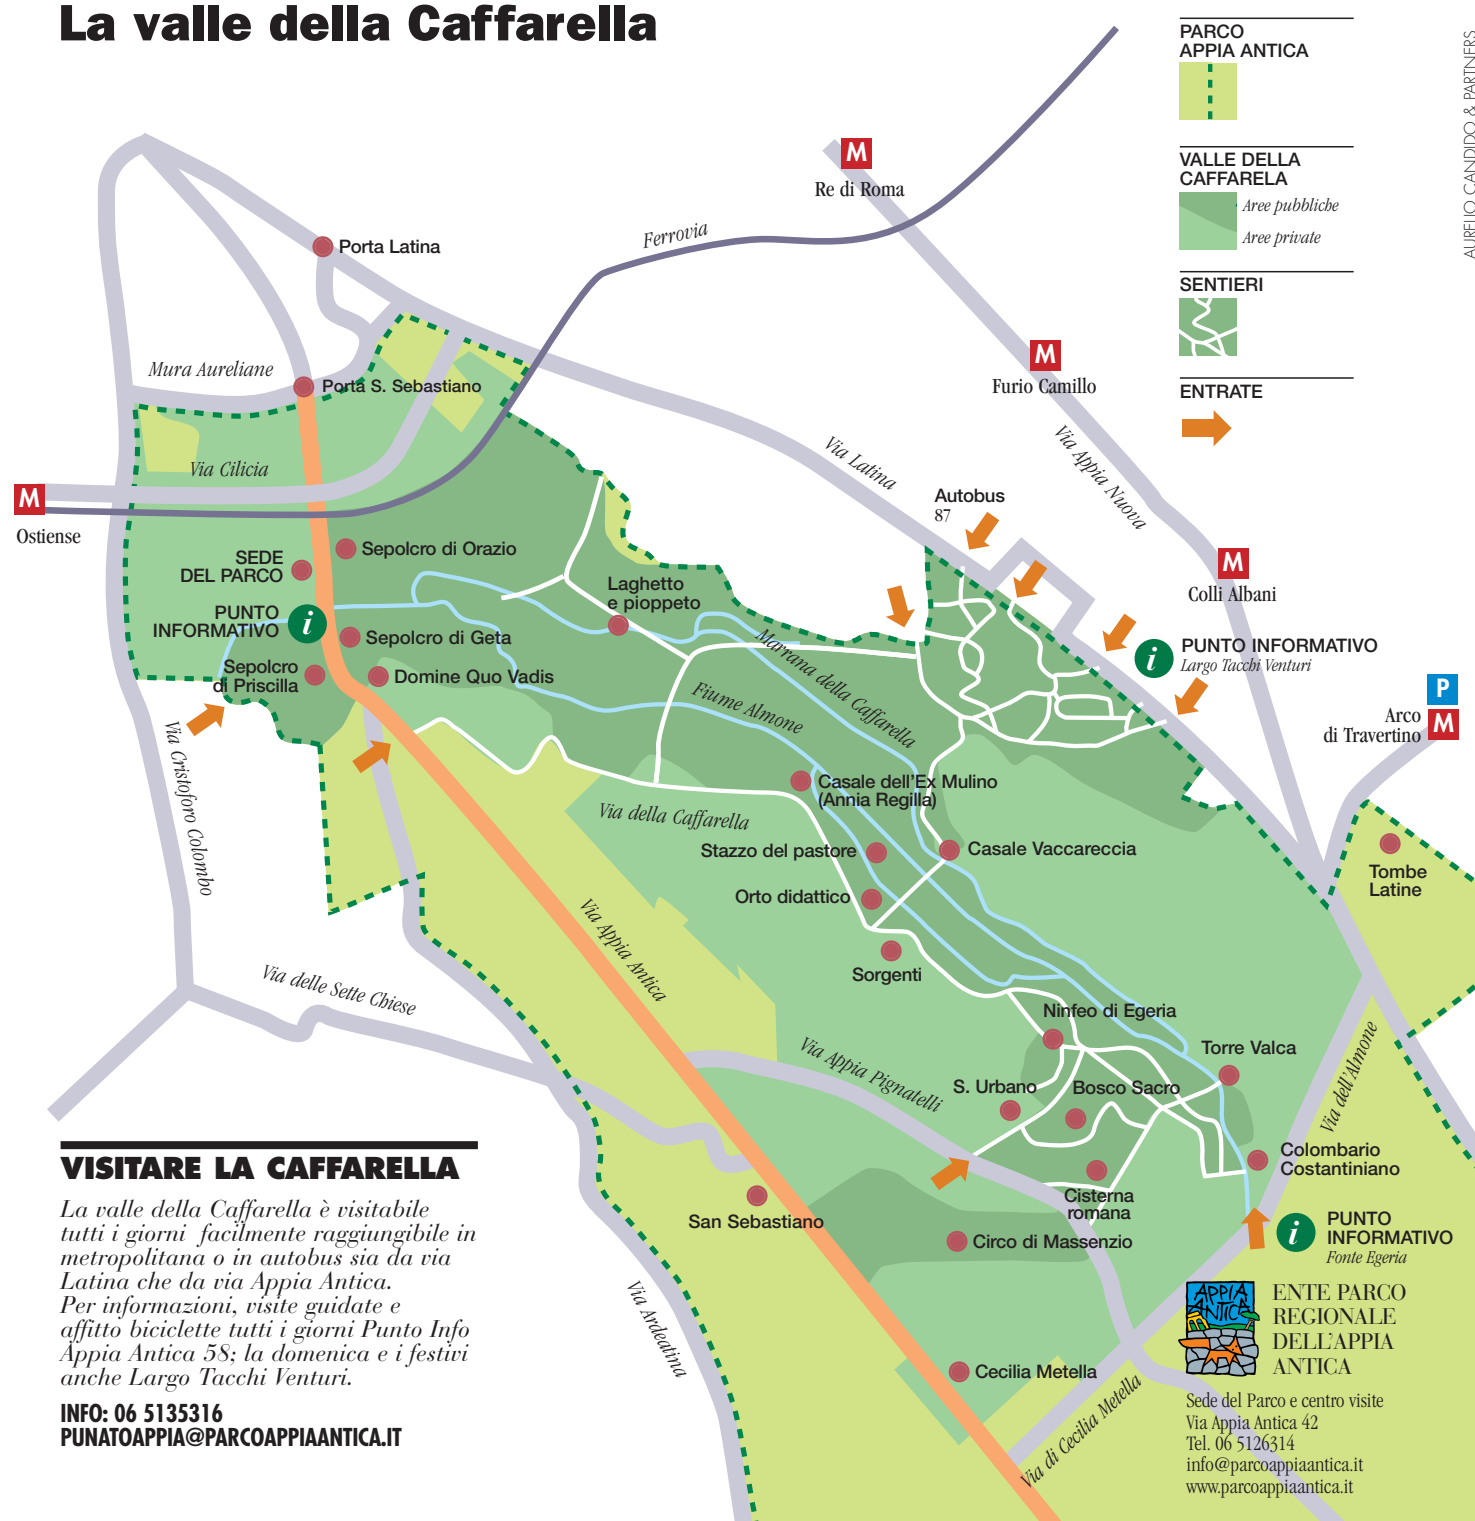 La valle della Caffarella
PARCO
APPIA ANTICA
VALLE DELLA
CAFFARELA
Aree pubbliche
Aree private
SENTIERI
ENTRATE
AURELIO CANDIDO & PARTNERS
M
Re di Roma
Ferrovia
Porta Latina
Mura Aureliane
Porta S. Sebastiano
M
Furio Camillo
Via Cilicia
Via Latina
Via Appia Nuova
M
Ostiense
Autobus
87
SEDE
DEL PARCO
Sepolcro di Orazio
M
Colli Albani
Laghetto
e pioppeto
PUNTO
INFORMATIVO
i
Sepolcro di Geta
Sepolcro
di Priscilla
Domine Quo Vadis
Marrana della Caffarella
Fiume Almone
i
PUNTO INFORMATIVO
Largo Tacchi Venturi
P
Arco
di Travertino
M
Via Cristoforo Colombo
Casale dell'Ex Mulino
(Annia Regilla)
Via della Caffarella
Stazzo del pastore
Casale Vaccareccia
Orto didattico
Tombe
Latine
Via Appia Antica
Sorgenti
Via delle Sette Chiese
Ninfeo di Egeria
Torre Valca
Via Appia Pignatelli
S. Urbano
Bosco Sacro
Via dell'Almone
Colombario
Costantiniano
Cisterna
romana
San Sebastiano
Circo di Massenzio
i
PUNTO
INFORMATIVO
Fonte Egeria
Via Ardeatina
Cecilia Metella
Via di Cecilia Metella
VISITARE LA CAFFARELLA
La valle della Caffarella è visitabile
tutti i giorni facilmente raggiungibile in
metropolitana o in autobus sia da via
Latina che da via Appia Antica.
Per informazioni, visite guidate e
affitto biciclette tutti i giorni Punto Info
Appia Antica 58; la domenica e i festivi
anche Largo Tacchi Venturi.
INFO: 06 5135316
PUNATOAPPIA@PARCOAPPIAANTICA.IT
APPIA
ANTICA
ENTE PARCO
REGIONALE
DELL'APPIA
ANTICA
Sede del Parco e centro visite
Via Appia Antica 42
Tel. 06 5126314
info@parcoappiaantica.it
www.parcoappiaantica.it